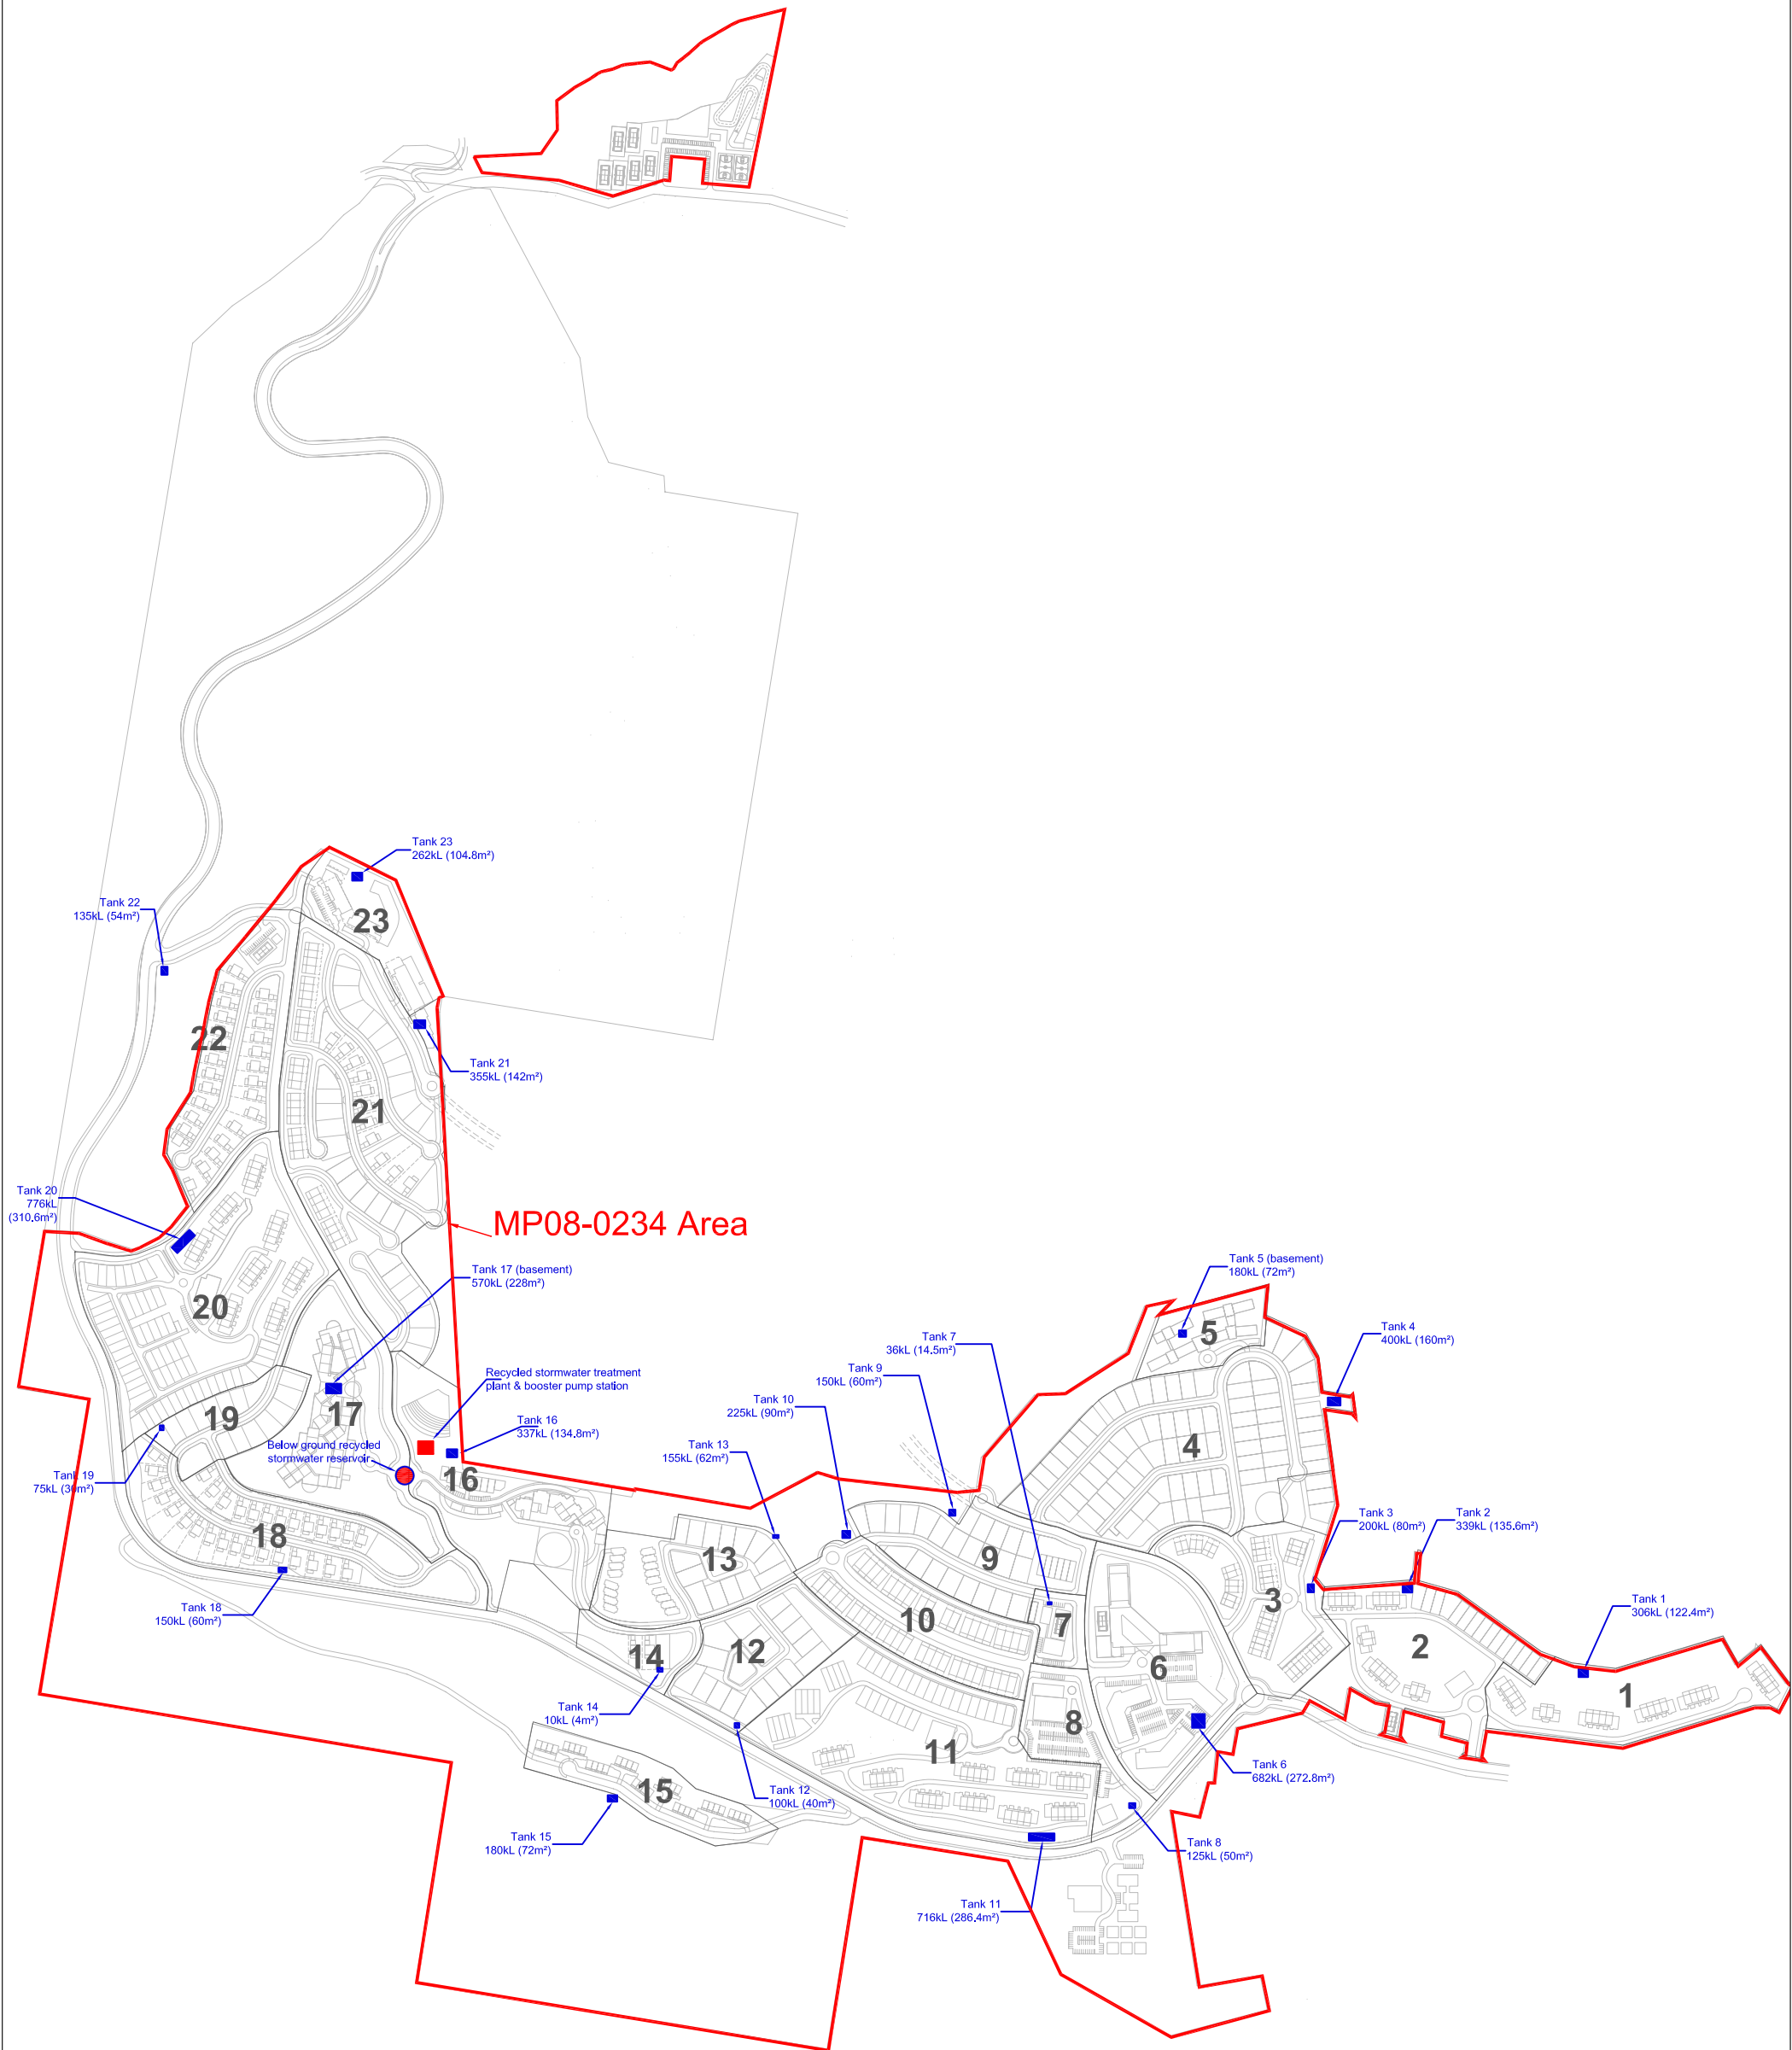 Tank 23
262kL (104.8m²)
Tank 22
135kL (54m²)
23
22
Tank 21
355kL (142m²)
21
Tank 20
776kL
(310.6m²)
MP08-0234 Area
Tank 17 (basement)
570kL (228m²)
20
Tank 5 (basement)
180kL (72m²)
5
Tank 4
400kL (160m²)
Tank 7
36kL (14.5m²)
Tank 9
150kL (60m²)
Recycled stormwater treatment
plant & booster pump station
Tank 10
225kL (90m²)
19
17
Tank 16
337kL (134.8m²)
Below ground recycled
stormwater reservoir
Tank 13
155kL (62m²)
4
16
Tank 19
75kL (30m²)
Tank 3
200kL (80m²)
Tank 2
339kL (135.6m²)
18
13
9
Tank 18
150kL (60m²)
10
7
3
Tank 1
306kL (122.4m²)
14
12
6
2
1
Tank 14
10kL (4m²)
8
11
Tank 6
682kL (272.8m²)
15
Tank 12
100kL (40m²)
Tank 15
180kL (72m²)
Tank 8
125kL (50m²)
Tank 11
716kL (286.4m²)